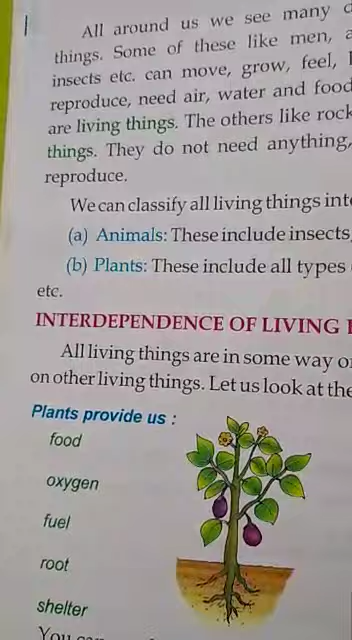 All around us we see many
things. Some of these like men,
insects etc. can move, grow, feel,
reproduce, need air, water and food
are living things. The others like rock
things. They do not need anything,
reproduce.
We can classify all living things int
(a) Animals: These include insects,
(b) Plants: These include all types
etc.
INTERDEPENDENCE OF LIVING
All living things are in some way o
on other living things. Let us look at the
Plants provide us :
food
oxygen
fuel
root
shelter
You can